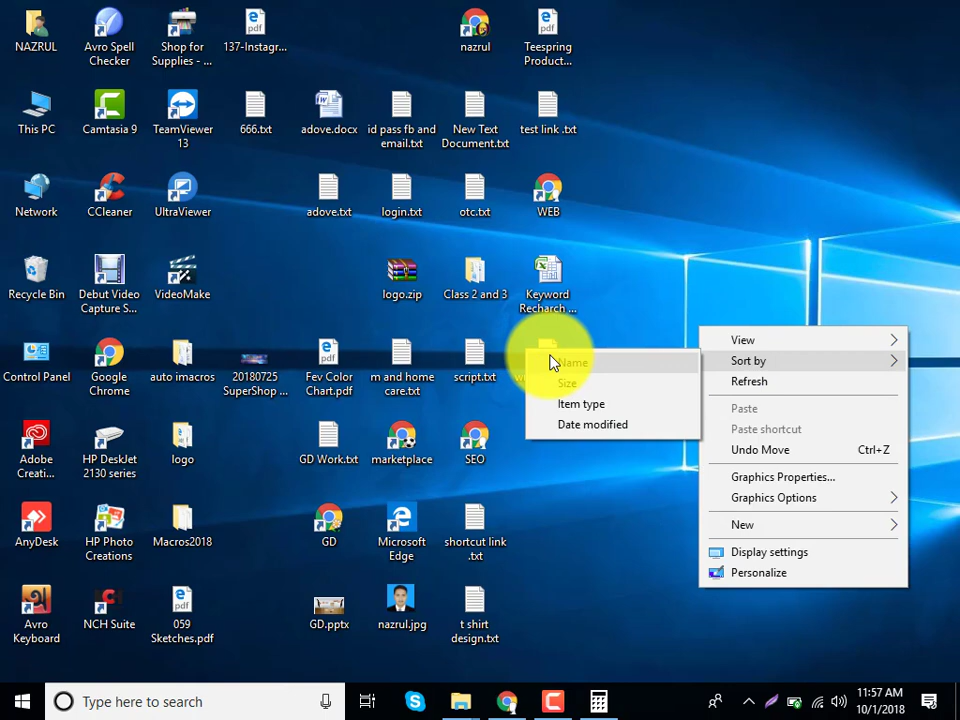 NAZRUL
Avro Spell
Checker
Shop for
Supplies - ...
137-Instagr...
nazrul
Teespring
Product...
This PC
Camtasia 9
TeamViewer
13
666.txt
adove.docx
id pass fb and
email.txt
New Text
Document.txt
test link .txt
Network
CCleaner
UltraViewer
adove.txt
login.txt
otc.txt
WEB
Recycle Bin
Debut Video
Capture S...
VideoMake
logo.zip
Class 2 and 3
Keyword
Recharch ...
Control Panel
Google
Chrome
auto imacros
20180725
SuperShop ...
Fev Color
Chart.pdf
m and home
care.txt
script.txt
Adobe
Creati...
HP DeskJet
2130 series
logo
GD Work.txt
marketplace
SEO
AnyDesk
HP Photo
Creations
Macros2018
GD
Microsoft
Edge
shortcut link
.txt
Avro
Keyboard
NCH Suite
059
Sketches.pdf
GD.pptx
nazrul.jpg
t shirt
design.txt
Name
Size
Item type
Date modified
View
Sort by
Refresh
Paste
Paste shortcut
Undo Move Ctrl+Z
Graphics Properties...
Graphics Options
New
Display settings
Personalize
Type here to search
11:57 AM
10/1/2018